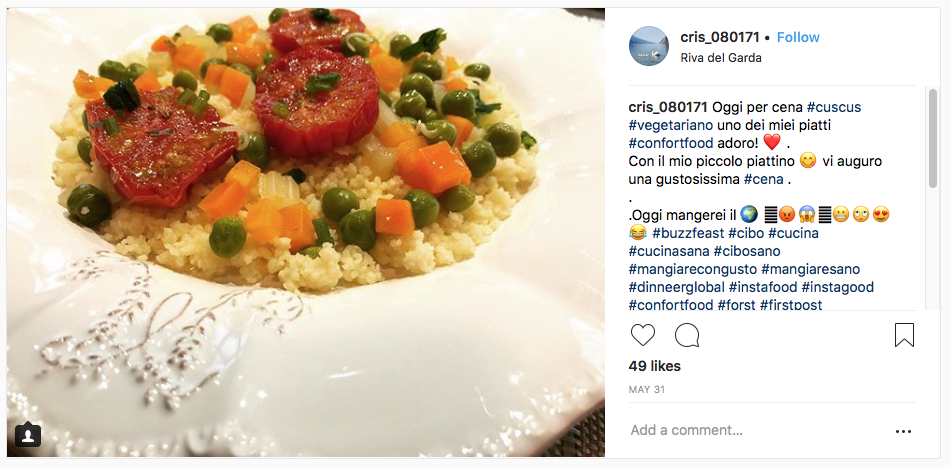 cris_080171 • Follow
Riva del Garda
cris_080171 Oggi per cena #cuscus
#vegetariano uno dei miei piatti
#confortfood adoro! ❤️ .
Con il mio piccolo piattino 😋 vi auguro
una gustosissima #cena .
.
.Oggi mangerei il 🌍 ▓😡😱▓😬🙄😍
😂 #buzzfeast #cibo #cucina
#cucinasana #cibosano
#mangiarecongusto #mangiaresano
#dinneerglobal #instafood #instagood
#confortfood #forst #firstpost
49 likes
MAY 31
Add a comment...